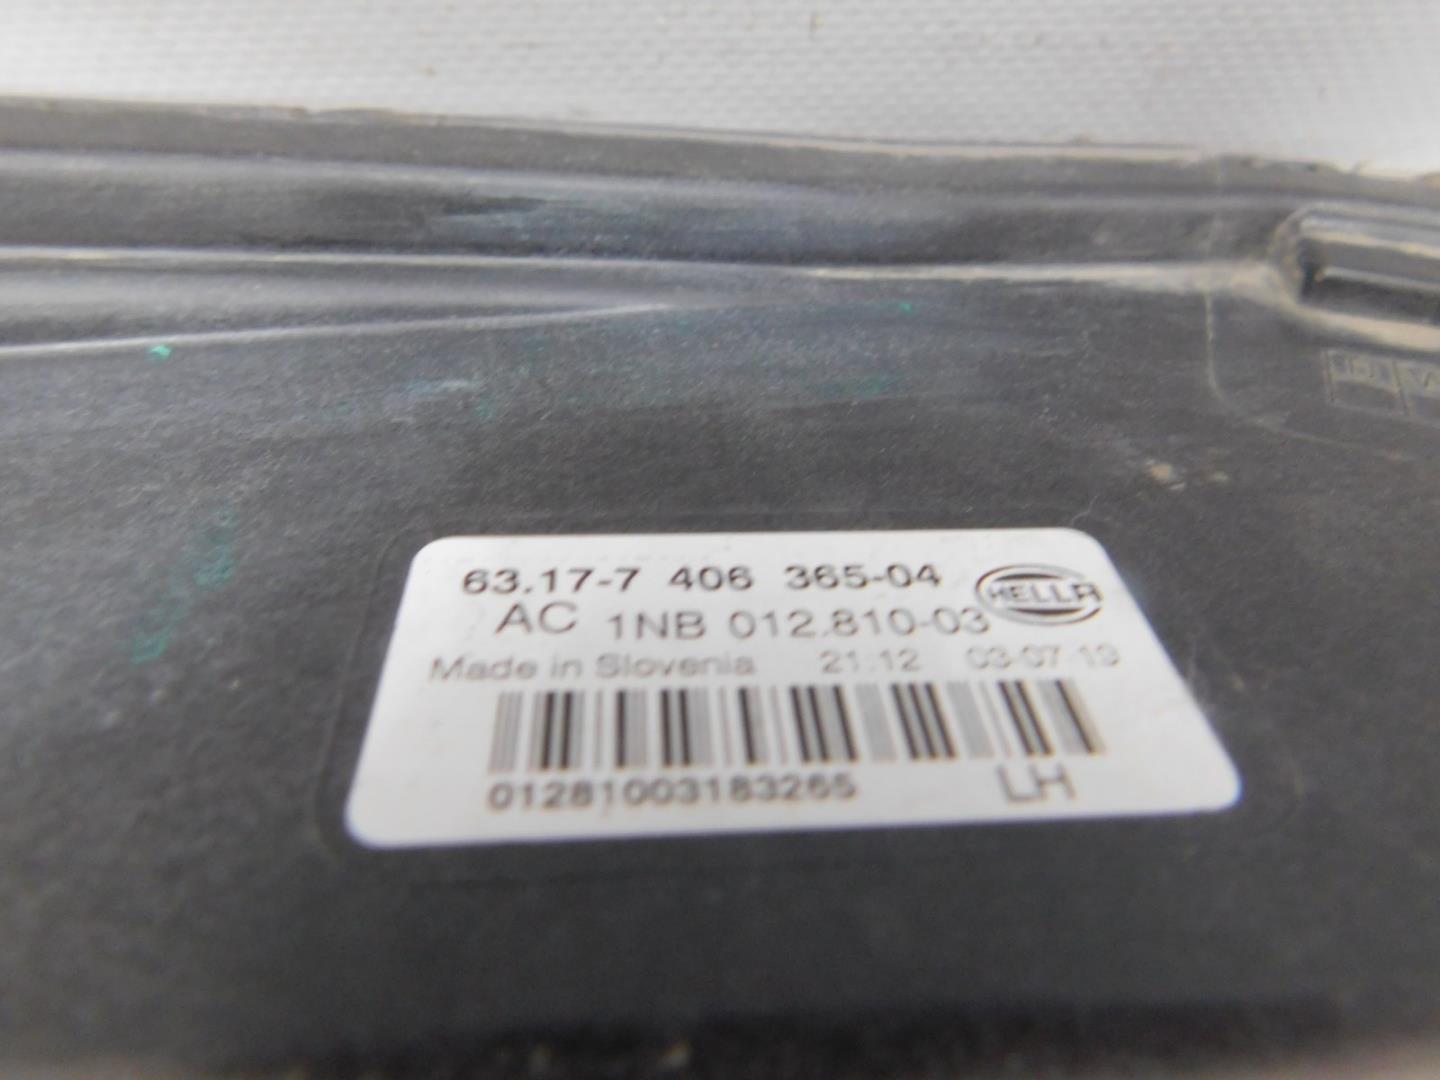 63.17-7 406 365-04
HELLA
AC 1NB 012.810-03
Made in Slovenia 21:12 03-07-19
01281003183265 LH